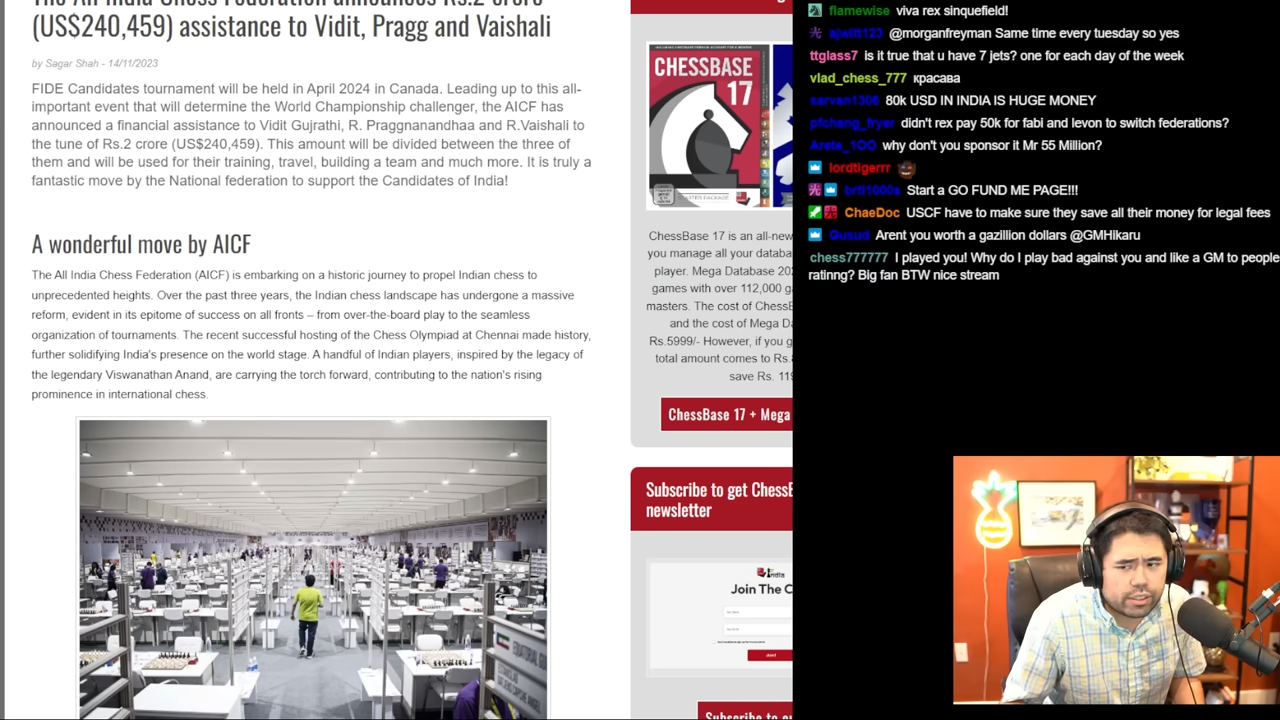 The All India Chess Federation announces Rs.2 crore
(US$240,459) assistance to Vidit, Pragg and Vaishali
by Sagar Shah - 14/11/2023
FIDE Candidates tournament will be held in April 2024 in Canada. Leading up to this all-
important event that will determine the World Championship challenger, the AICF has
announced a financial assistance to Vidit Gujrathi, R. Praggnanandhaa and R.Vaishali to
the tune of Rs.2 crore (US$240,459). This amount will be divided between the three of
them and will be used for their training, travel, building a team and much more. It is truly a
fantastic move by the National federation to support the Candidates of India!
A wonderful move by AICF
The All India Chess Federation (AICF) is embarking on a historic journey to propel Indian chess to
unprecedented heights. Over the past three years, the Indian chess landscape has undergone a massive
reform, evident in its epitome of success on all fronts – from over-the-board play to the seamless
organization of tournaments. The recent successful hosting of the Chess Olympiad at Chennai made history,
further solidifying India's presence on the world stage. A handful of Indian players, inspired by the legacy of
the legendary Viswanathan Anand, are carrying the torch forward, contributing to the nation's rising
prominence in international chess.
CHESSBASE
17
STARTER PACKAGE
ChessBase 17 is an all-new
you manage all your databa
player. Mega Database 202
games with over 112,000 ga
masters. The cost of ChessB
and the cost of Mega Da
Rs.5999/- However, if you g
total amount comes to Rs.
save Rs. 119
ChessBase 17 + Mega
Subscribe to get ChessB
newsletter
India
Join The C
Subscribe to ou
flamewise viva rex sinquefield!
ajwitt123 @morganfreyman Same time every tuesday so yes
ttglass7 is it true that u have 7 jets? one for each day of the week
vlad_chess_777 красава
sarvan1306 80k USD IN INDIA IS HUGE MONEY
pfchang_fryer didn't rex pay 50k for fabi and levon to switch federations?
Arete_1OO why don't you sponsor it Mr 55 Million?
lordtigerrr
brtl1000s Start a GO FUND ME PAGE!!!
ChaeDoc USCF have to make sure they save all their money for legal fees
Gusud Arent you worth a gazillion dollars @GMHikaru
chess777777 I played you! Why do I play bad against you and like a GM to people
ratinng? Big fan BTW nice stream